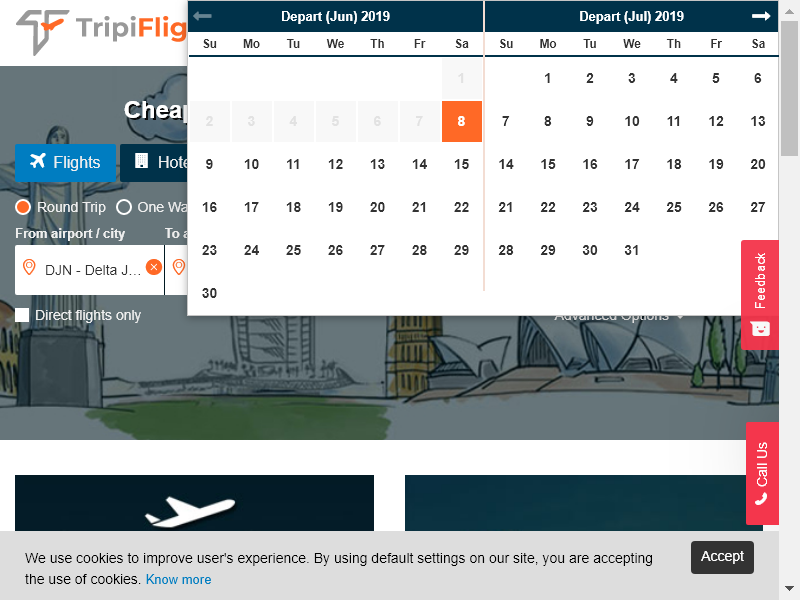 TripiFlig
Depart (Jun) 2019
Su Mo Tu We Th Fr Sa
1
2 3 4 5 6 7 8
9 10 11 12 13 14 15
16 17 18 19 20 21 22
23 24 25 26 27 28 29
30
Depart (Jul) 2019
Su Mo Tu We Th Fr Sa
1 2 3 4 5 6
7 8 9 10 11 12 13
14 15 16 17 18 19 20
21 22 23 24 25 26 27
28 29 30 31
Cheap
Flights
Hote
Round Trip
One Wa
From airport / city
To a
DJN - Delta J...
Direct flights only
Advanced Options
Feedback
Call Us
We use cookies to improve user's experience. By using default settings on our site, you are accepting
the use of cookies. Know more
Accept